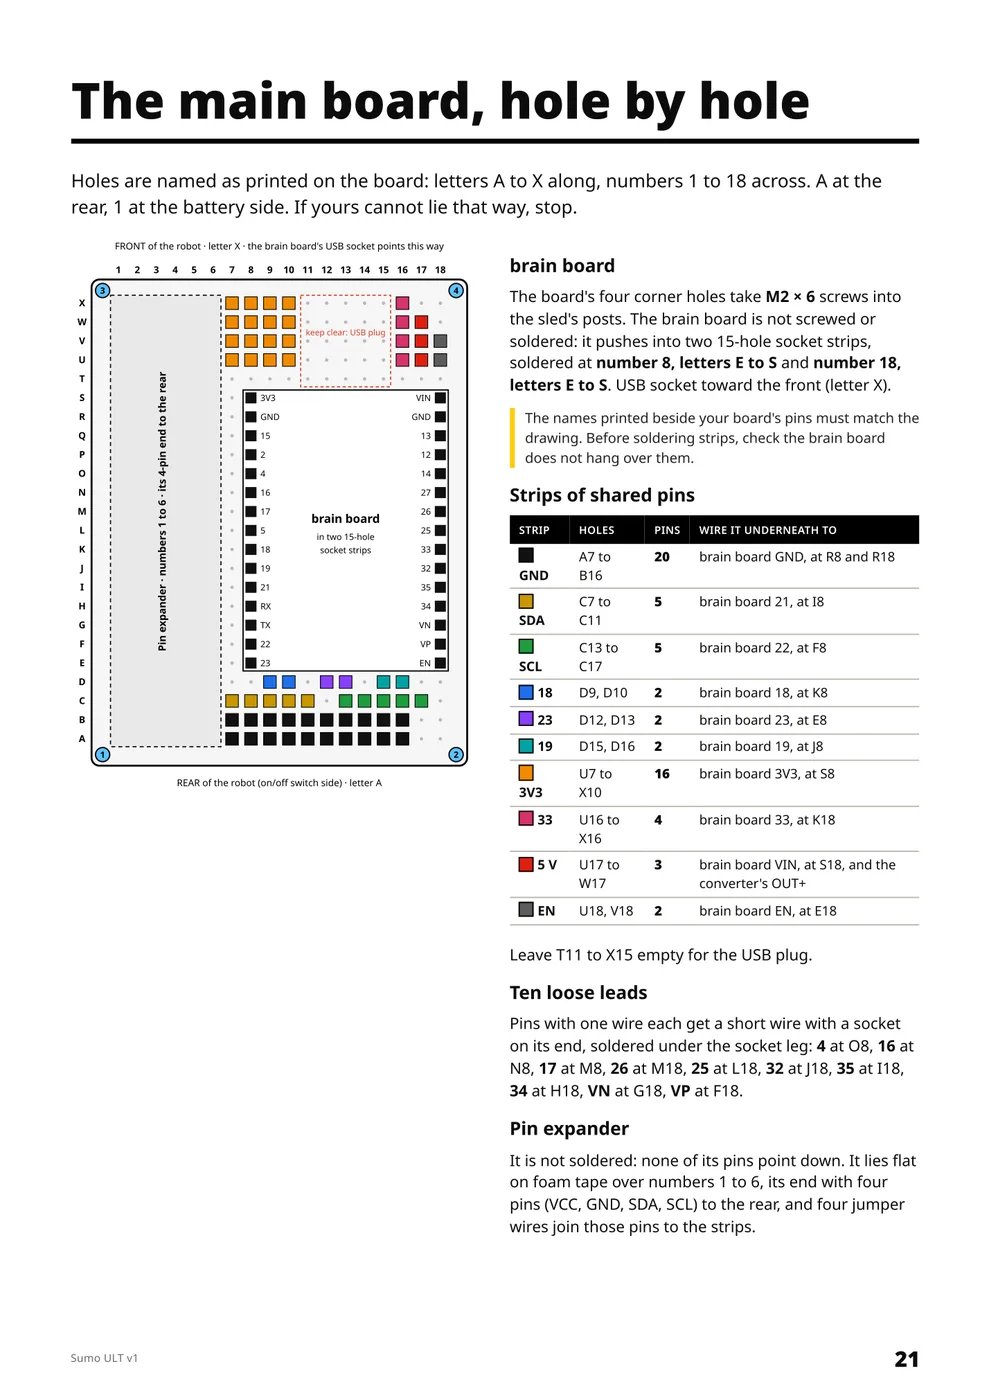 The main board, hole by hole
Holes are named as printed on the board: letters A to X along, numbers 1 to 18 across. A at the
rear, 1 at the battery side. If yours cannot lie that way, stop.
FRONT of the robot · letter X · the brain board's USB socket points this way
1 2 3 4 5 6 7 8 9 10 11 12 13 14 15 16 17 18
3 4
X
W
keep clear: USB plug
V
U
T
S 3V3 VIN
R GND GND
Q 15 13
P 2 12
O 4 14
N 16 27
M 17 26
L 5 25
K 18 33
J 19 32
I 21 35
H RX 34
G TX VN
F 22 VP
E 23 EN
D
C
B
A
1 2
Pin expander · numbers 1 to 6 · its 4-pin end to the rear
brain board
in two 15-hole
socket strips
REAR of the robot (on/off switch side) · letter A
brain board
The board's four corner holes take M2 × 6 screws into
the sled's posts. The brain board is not screwed or
soldered: it pushes into two 15-hole socket strips,
soldered at number 8, letters E to S and number 18,
letters E to S. USB socket toward the front (letter X).
The names printed beside your board's pins must match the
drawing. Before soldering strips, check the brain board
does not hang over them.
Strips of shared pins
STRIP HOLES PINS WIRE IT UNDERNEATH TO
GND A7 to B16 20 brain board GND, at R8 and R18
SDA C7 to C11 5 brain board 21, at I8
SCL C13 to C17 5 brain board 22, at F8
18 D9, D10 2 brain board 18, at K8
23 D12, D13 2 brain board 23, at E8
19 D15, D16 2 brain board 19, at J8
3V3 U7 to X10 16 brain board 3V3, at S8
33 U16 to X16 4 brain board 33, at K18
5 V U17 to W17 3 brain board VIN, at S18, and the
converter's OUT+
EN U18, V18 2 brain board EN, at E18
Leave T11 to X15 empty for the USB plug.
Ten loose leads
Pins with one wire each get a short wire with a socket
on its end, soldered under the socket leg: 4 at O8, 16 at
N8, 17 at M8, 26 at M18, 25 at L18, 32 at J18, 35 at I18,
34 at H18, VN at G18, VP at F18.
Pin expander
It is not soldered: none of its pins point down. It lies flat
on foam tape over numbers 1 to 6, its end with four
pins (VCC, GND, SDA, SCL) to the rear, and four jumper
wires join those pins to the strips.
Sumo ULT v1
21